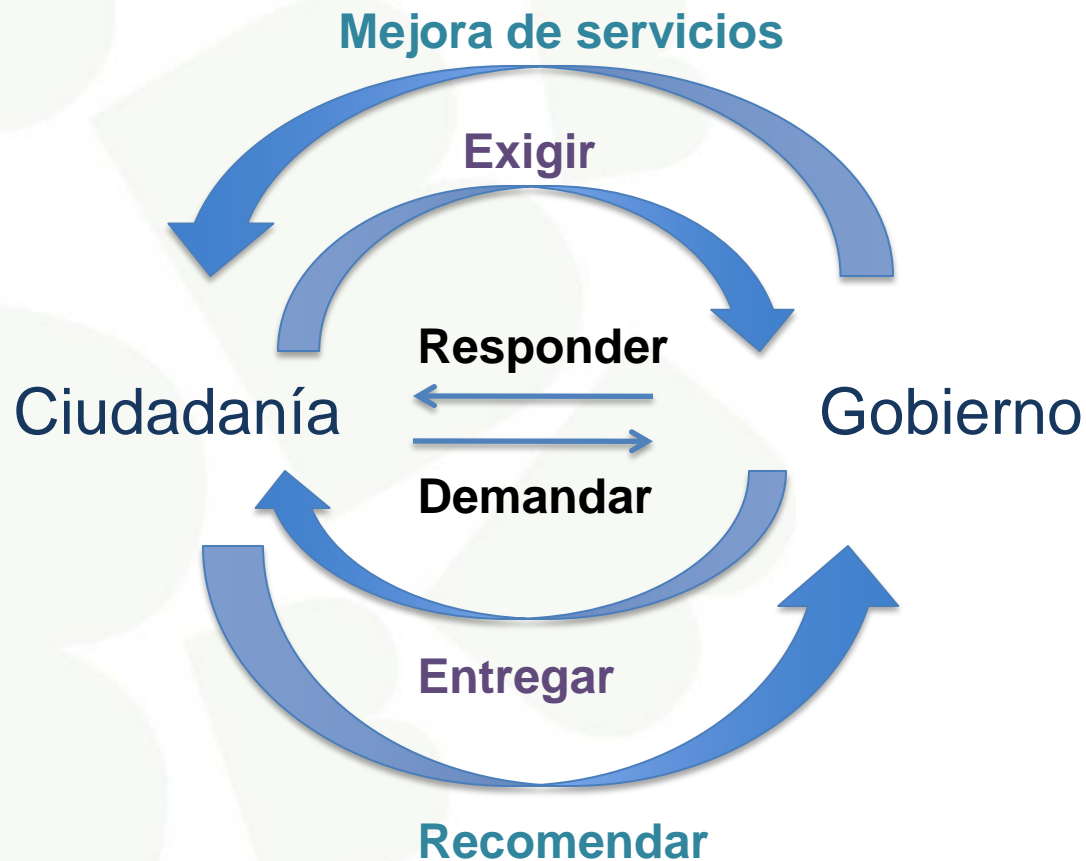 Mejora de servicios
Exigir
Responder
Ciudadanía
Gobierno
Demandar
Entregar
Recomendar